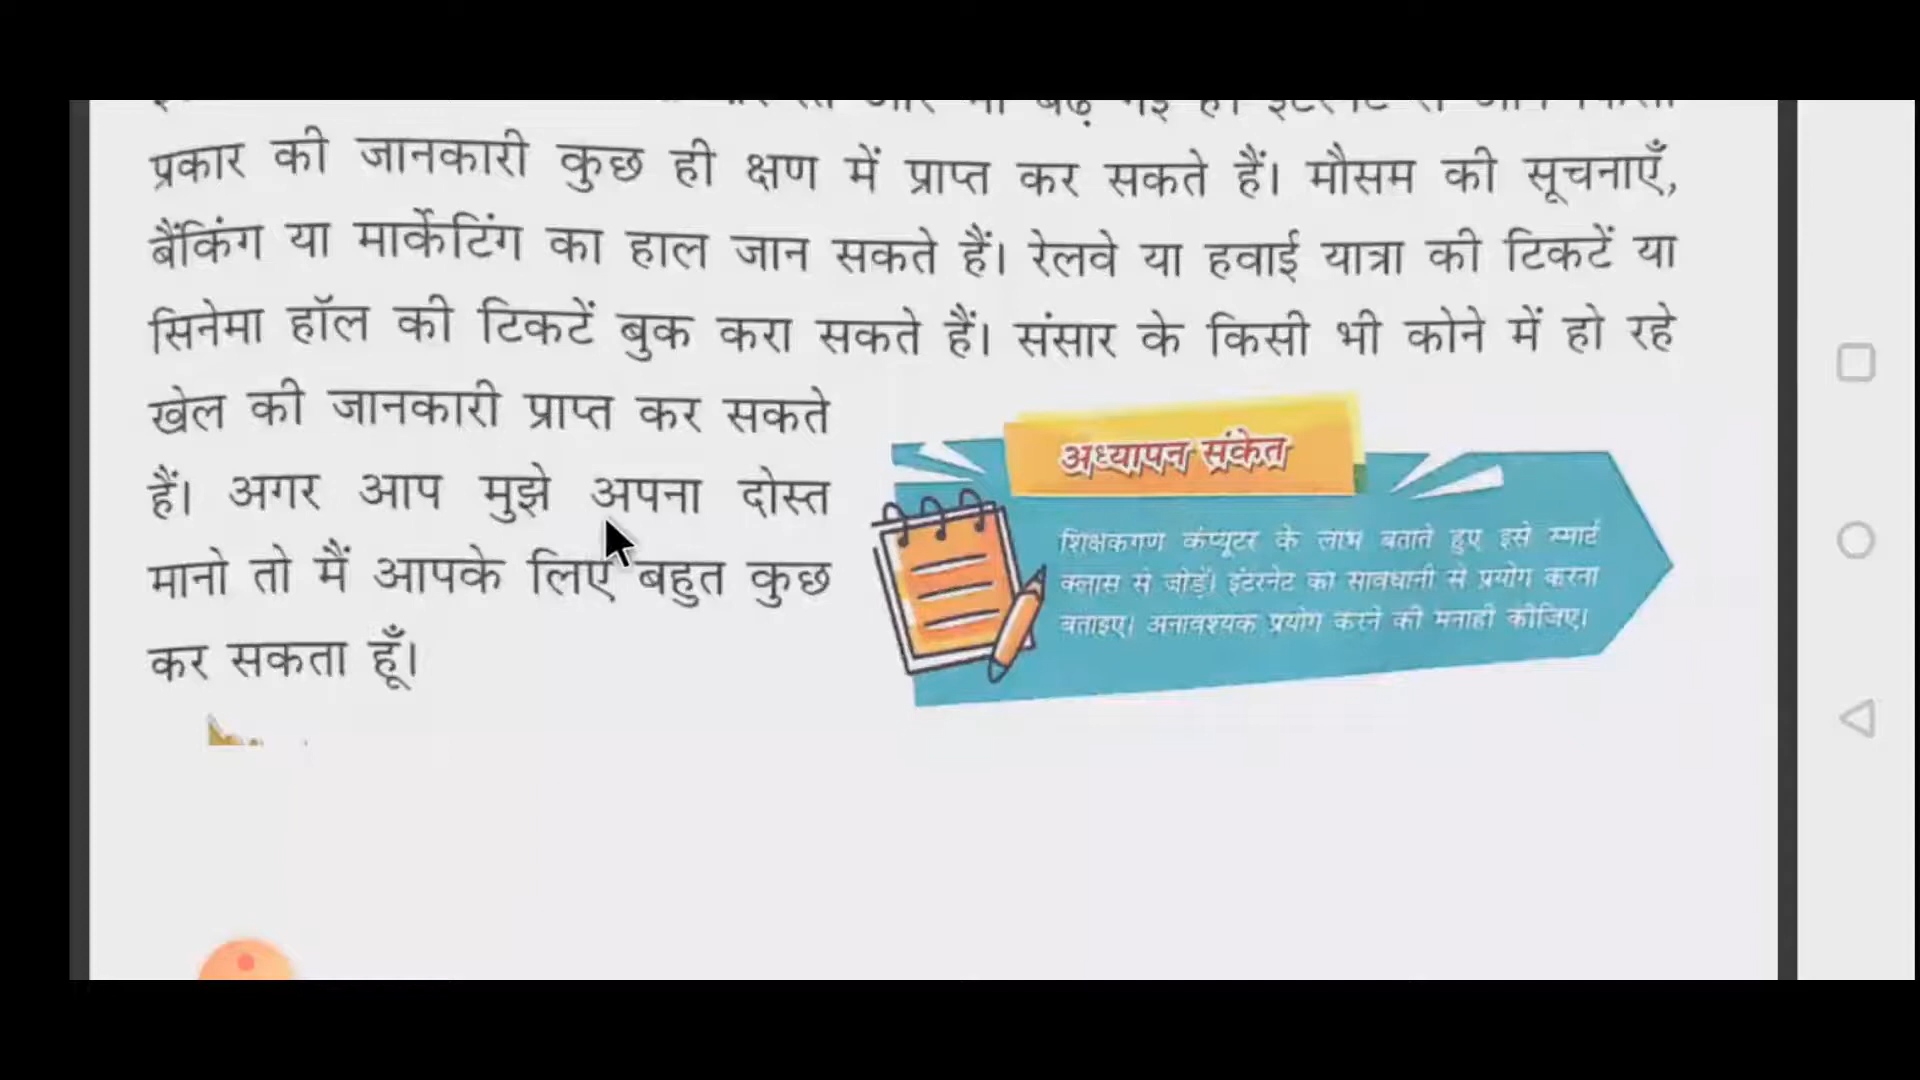 प्रकार की जानकारी कुछ ही क्षण में प्राप्त कर सकते हैं। मौसम की सूचनाएँ,
बैंकिंग या मार्केटिंग का हाल जान सकते हैं। रेलवे या हवाई यात्रा की टिकटें या
सिनेमा हॉल की टिकटें बुक करा सकते हैं। संसार के किसी भी कोने में हो रहे
खेल की जानकारी प्राप्त कर सकते
हैं। अगर आप मुझे अपना दोस्त
मानो तो मैं आपके लिए बहुत कुछ
कर सकता हूँ।
अध्यापन संकेत
शिक्षकगण कंप्यूटर के लाभ बताते हुए इसे स्मार्ट
क्लास से जोड़ें। इंटरनेट का सावधानी से प्रयोग करना
बताइए। अनावश्यक प्रयोग करने की मनाही कीजिए।